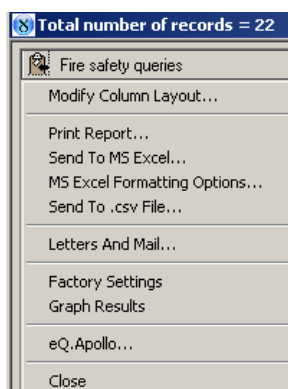 Total number of records = 22
Fire safety queries
Modify Column Layout...
Print Report...
Send To MS Excel...
MS Excel Formatting Options...
Send To .csv File...
Letters And Mail...
Factory Settings
Graph Results
eQ.Apollo...
Close